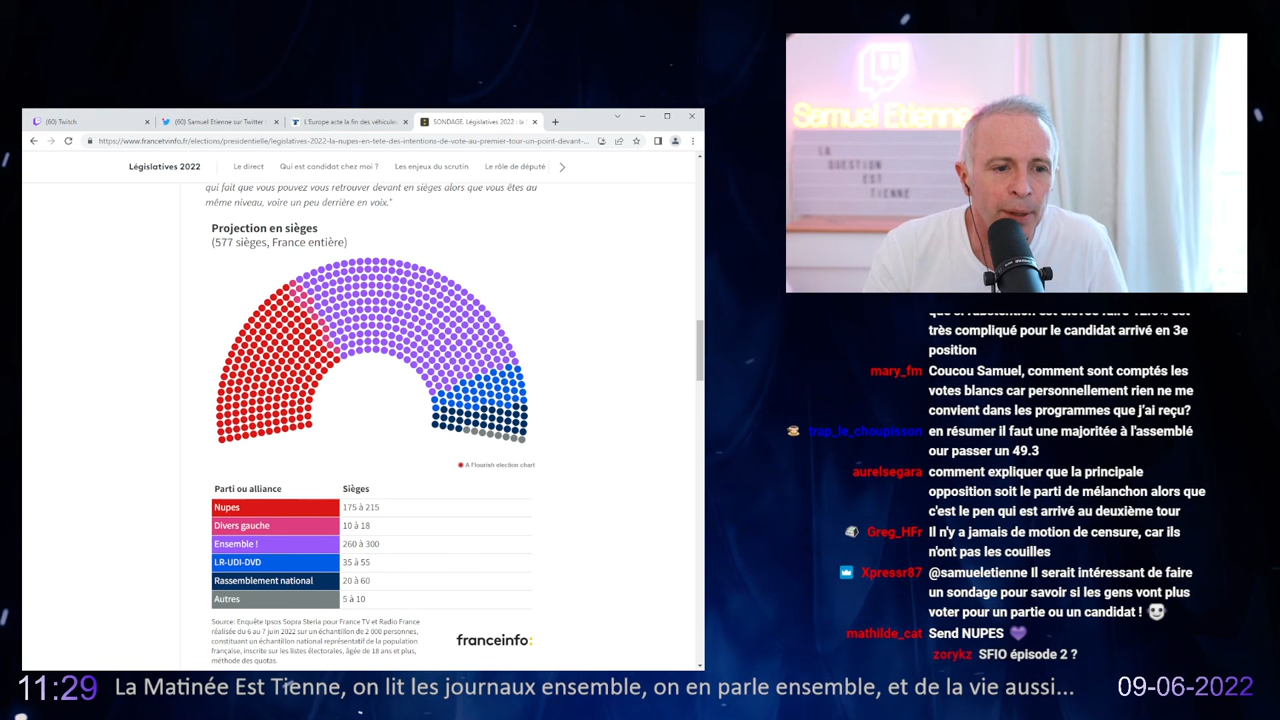 (60) Twitch
(60) Samuel Etienne sur Twitter :
L'Europe acte la fin des véhicules
SONDAGE. Législatives 2022 : la
https://www.francetvinfo.fr/elections/presidentielle/legislatives-2022-la-nupes-en-tete-des-intentions-de-vote-au-premier-tour-un-point-devant-...
Législatives 2022
Le direct
Qui est candidat chez moi ?
Les enjeux du scrutin
Le rôle de député
qui fait que vous pouvez vous retrouver devant en sièges alors que vous êtes au
même niveau, voire un peu derrière en voix."
Projection en sièges
(577 sièges, France entière)
A Flourish election chart
Parti ou alliance Sièges
Nupes 175 à 215
Divers gauche 10 à 18
Ensemble ! 260 à 300
LR-UDI-DVD 35 à 55
Rassemblement national 20 à 60
Autres 5 à 10
Source: Enquête Ipsos Sopra Steria pour France TV et Radio France
réalisée du 6 au 7 juin 2022 sur un échantillon de 2 000 personnes,
constituant un échantillon national représentatif de la population
française, inscrite sur les listes électorales, âgée de 18 ans et plus,
méthode des quotas.
franceinfo:
Samuel Etienne
LA
QUESTION
EST
TIENNE
très compliqué pour le candidat arrivé en 3e
position
mary_fm Coucou Samuel, comment sont comptés les
votes blancs car personnellement rien ne me
convient dans les programmes que j'ai reçu?
trap_le_choupisson en résumer il faut une majoritée à l'assemblé
our passer un 49.3
aurelsegara comment expliquer que la principale
opposition soit le parti de mélanchon alors que
c'est le pen qui est arrivé au deuxième tour
Greg_HFr Il n'y a jamais de motion de censure, car ils
n'ont pas les couilles
Xpressr87 @samueletienne Il serait intéressant de faire
un sondage pour savoir si les gens vont plus
voter pour un partie ou un candidat !
mathilde_cat Send NUPES
zorykz SFIO épisode 2 ?
11:29 La Matinée Est Tienne, on lit les journaux ensemble, on en parle ensemble, et de la vie aussi... 09-06-2022